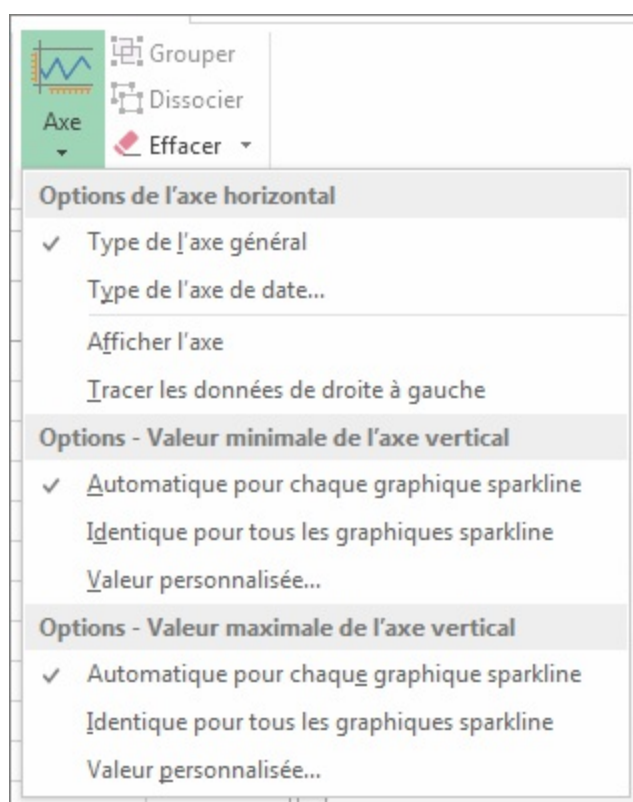 Axe
Grouper
Dissocier
Effacer
Options de l'axe horizontal
Type de l'axe général
Type de l'axe de date...
Afficher l'axe
Tracer les données de droite à gauche
Options - Valeur minimale de l'axe vertical
Automatique pour chaque graphique sparkline
Identique pour tous les graphiques sparkline
Valeur personnalisée...
Options - Valeur maximale de l'axe vertical
Automatique pour chaque graphique sparkline
Identique pour tous les graphiques sparkline
Valeur personnalisée...